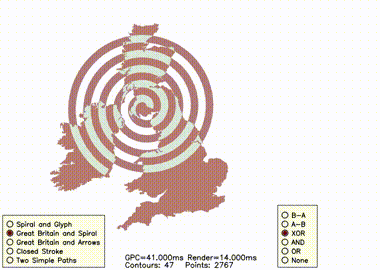 Spiral and Glyph
Great Britain and Spiral
Great Britain and Arrows
Closed Stroke
Two Simple Paths
GPC=41.000ms Render=14.000ms
Contours: 47 Points: 2767
B-A
A-B
XOR
AND
OR
None